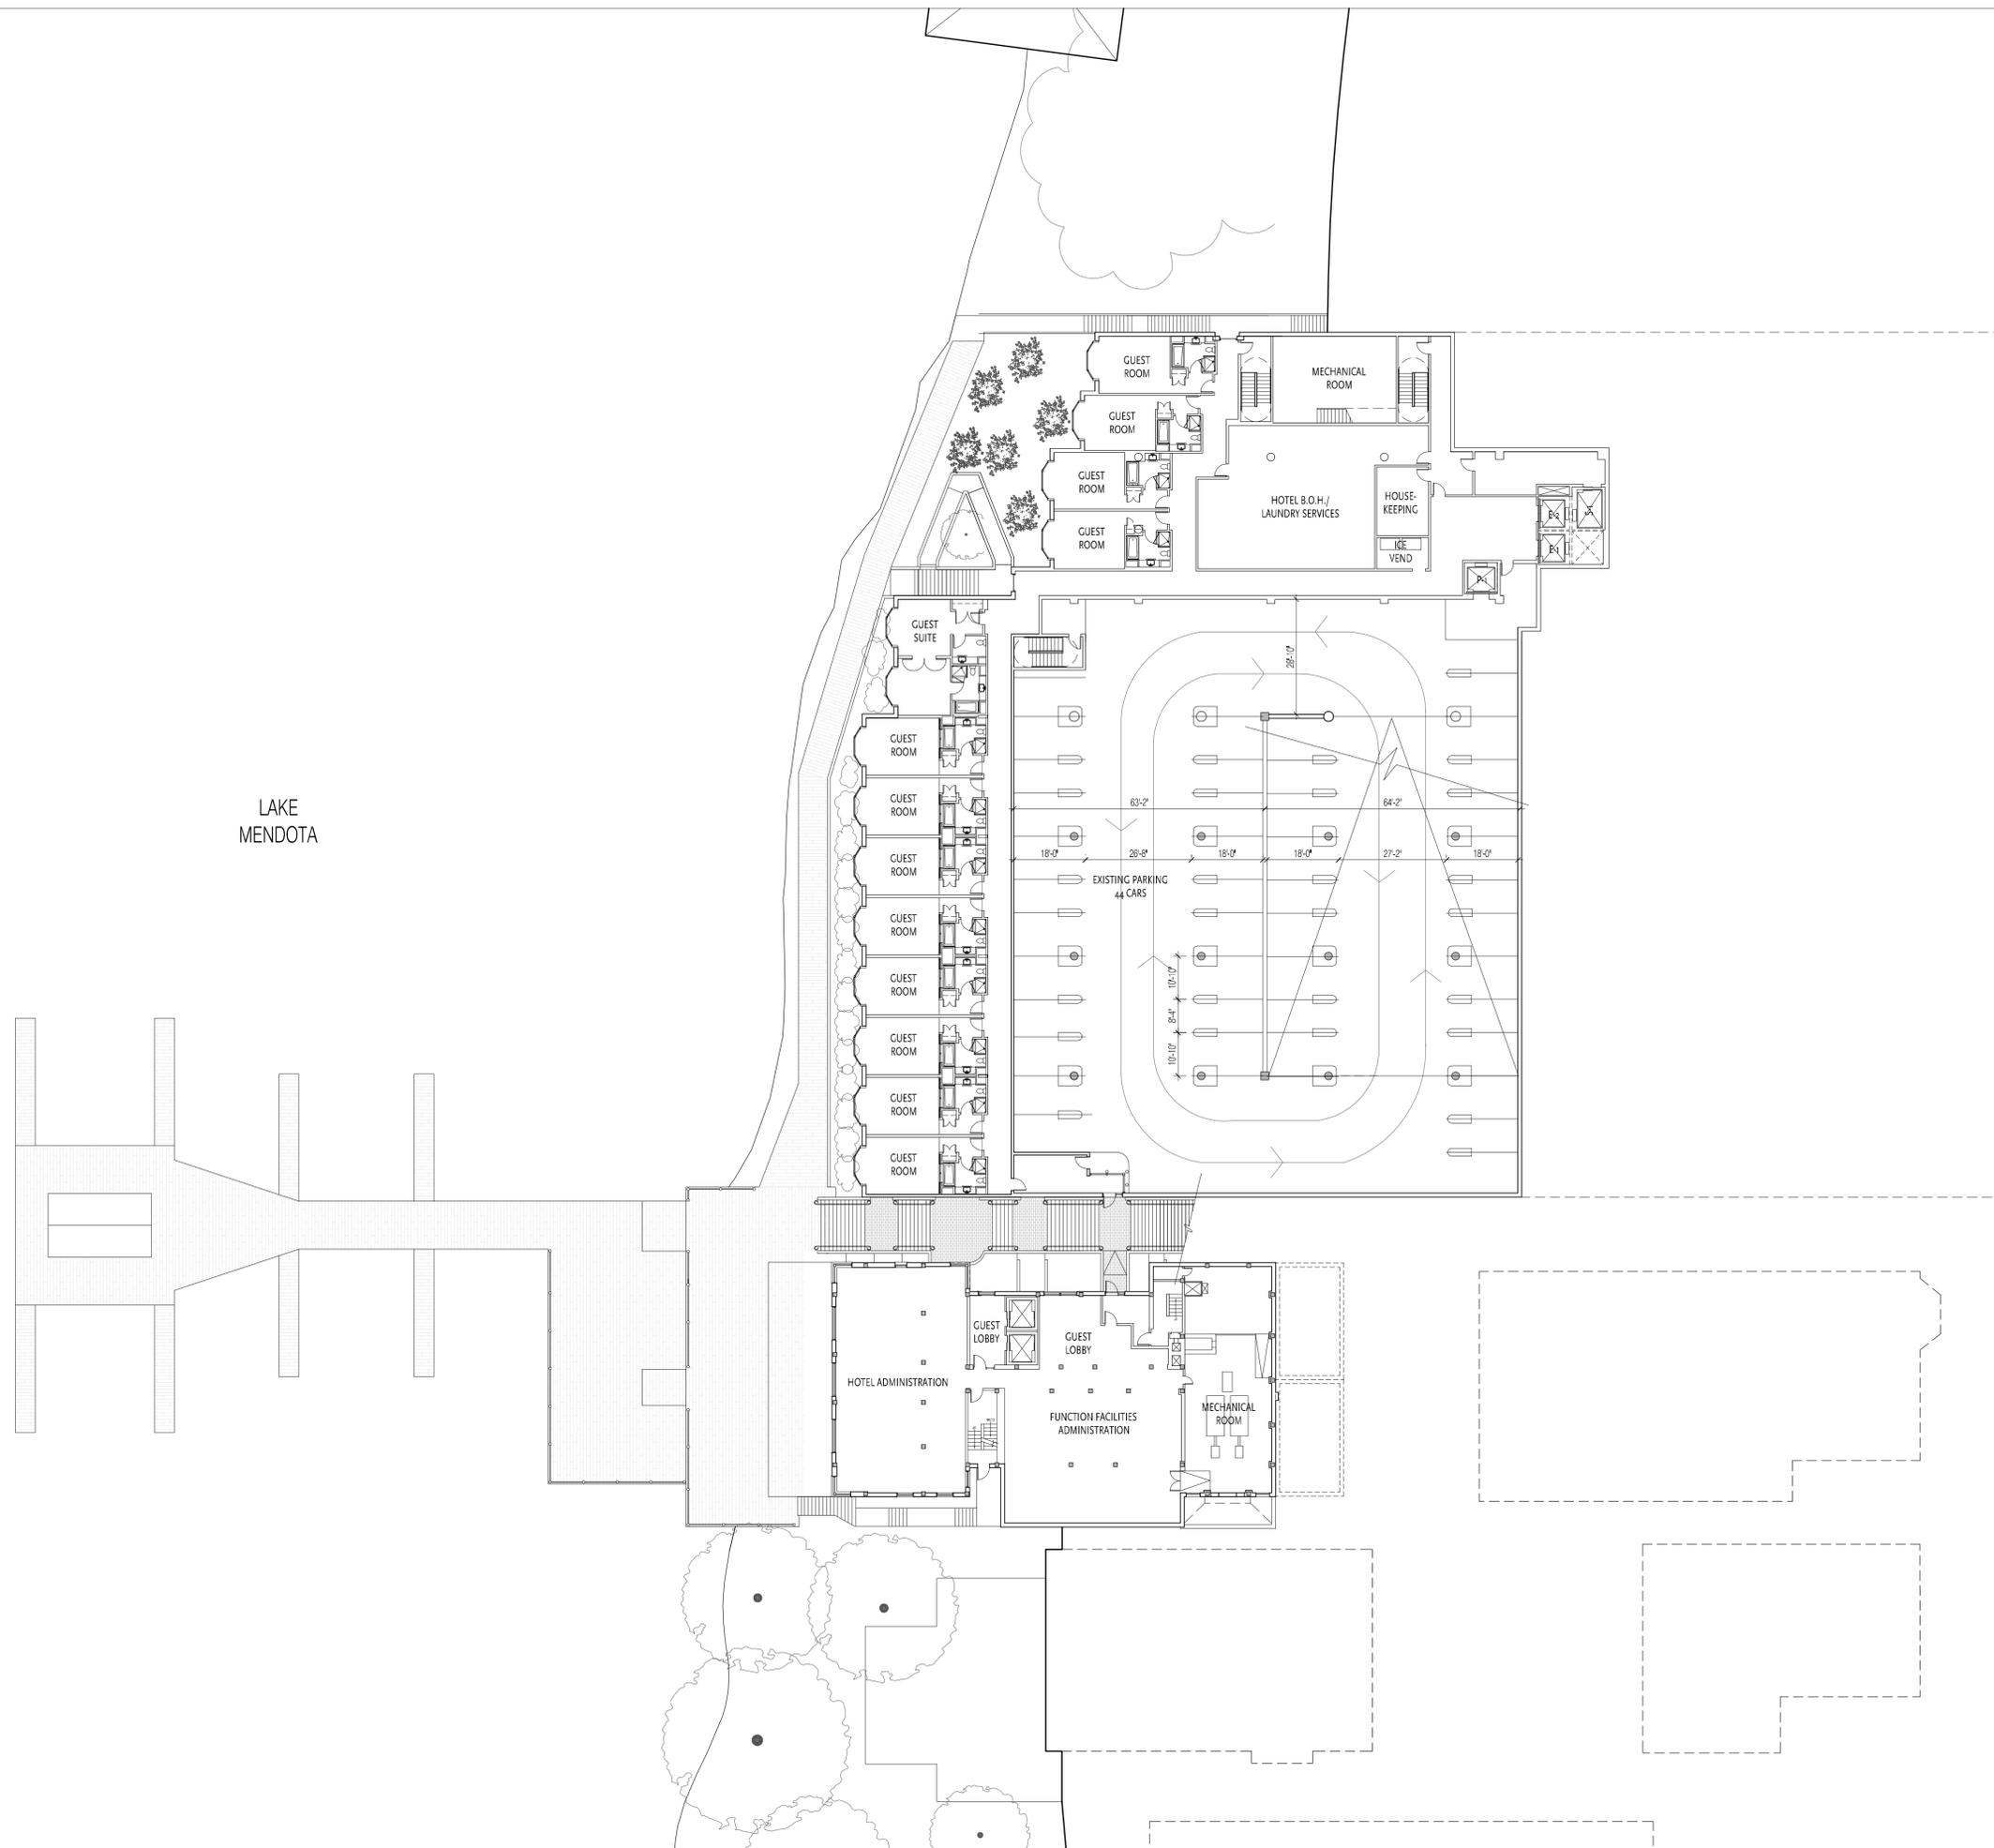 GUEST
ROOM
MECHANICAL
ROOM
GUEST
ROOM
GUEST
ROOM
HOTEL B.O.H./
LAUNDRY SERVICES
HOUSE-
KEEPING
E-2
S-1
GUEST
ROOM
ICE
VEND
E-1
P-1
GUEST
SUITE
28'-10"
GUEST
ROOM
LAKE
MENDOTA
GUEST
ROOM
63'-2"
64'-2"
GUEST
ROOM
18'-0"
26'-8"
18'-0"
18'-0"
27'-2"
18'-0"
EXISTING PARKING
44 CARS
GUEST
ROOM
GUEST
ROOM
10'-10"
8'-4"
10'-10"
GUEST
ROOM
GUEST
ROOM
GUEST
ROOM
GUEST
LOBBY
GUEST
LOBBY
HOTEL ADMINISTRATION
FUNCTION FACILITIES
ADMINISTRATION
MECHANICAL
ROOM